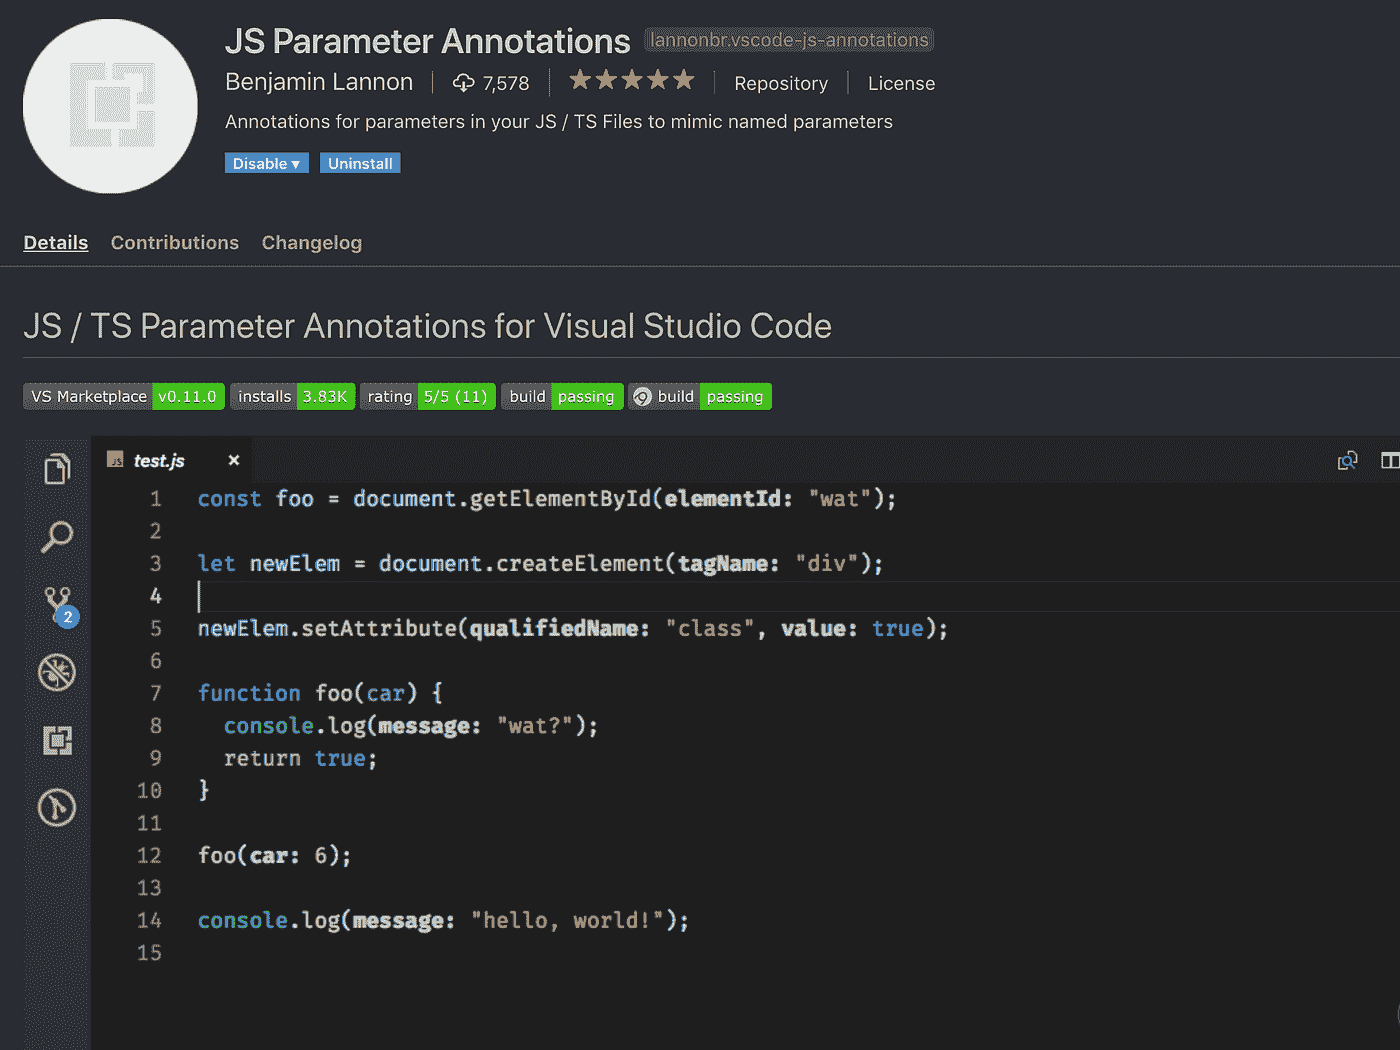 JS Parameter Annotations lannonbr.vscode-js-annotations
Benjamin Lannon 7,578 Repository License
Annotations for parameters in your JS / TS Files to mimic named parameters
Disable ▾ Uninstall
Details Contributions Changelog
JS / TS Parameter Annotations for Visual Studio Code
VS Marketplace v0.11.0 installs 3.83K rating 5/5 (11) build passing build passing
JS test.js ×
1 const foo = document.getElementById(elementId: "wat");
2
3 let newElem = document.createElement(tagName: "div");
4
5 newElem.setAttribute(qualifiedName: "class", value: true);
6
7 function foo(car) {
8 console.log(message: "wat?");
9 return true;
10 }
11
12 foo(car: 6);
13
14 console.log(message: "hello, world!");
15
2